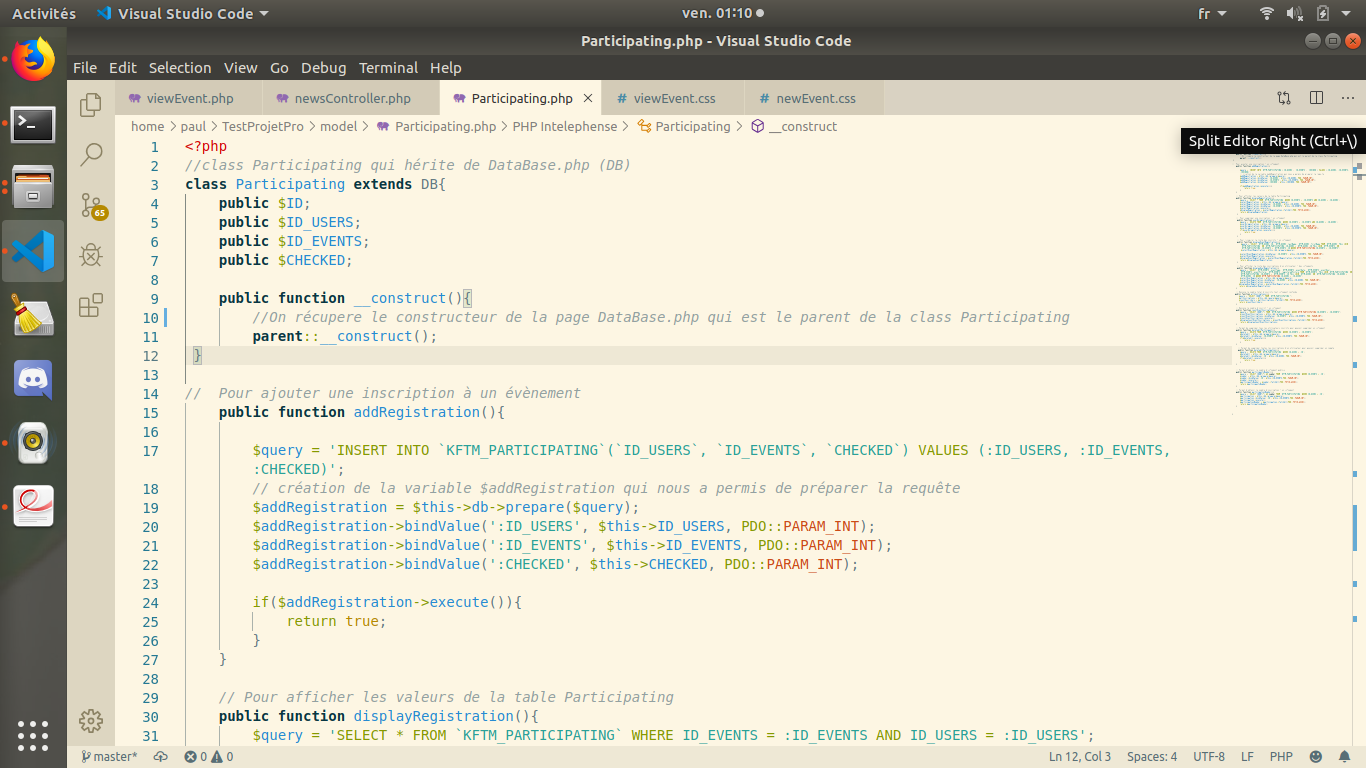 Activités Visual Studio Code ven. 01:10 fr
Participating.php - Visual Studio Code
File Edit Selection View Go Debug Terminal Help
viewEvent.php newsController.php Participating.php viewEvent.css newEvent.css
home > paul > TestProjetPro > model > Participating.php > PHP Intelephense > Participating > __construct
Split Editor Right (Ctrl+\)
65
1 <?php
2 //class Participating qui hérite de DataBase.php (DB)
3 class Participating extends DB{
4 public $ID;
5 public $ID_USERS;
6 public $ID_EVENTS;
7 public $CHECKED;
8
9 public function __construct(){
10 //On récupere le constructeur de la page DataBase.php qui est le parent de la class Participating
11 parent::__construct();
12 }
13
14 // Pour ajouter une inscription à un évènement
15 public function addRegistration(){
16
17 $query = 'INSERT INTO `KFTM_PARTICIPATING`(`ID_USERS`, `ID_EVENTS`, `CHECKED`) VALUES (:ID_USERS, :ID_EVENTS,
:CHECKED)';
18 // création de la variable $addRegistration qui nous a permis de préparer la requête
19 $addRegistration = $this->db->prepare($query);
20 $addRegistration->bindValue(':ID_USERS', $this->ID_USERS, PDO::PARAM_INT);
21 $addRegistration->bindValue(':ID_EVENTS', $this->ID_EVENTS, PDO::PARAM_INT);
22 $addRegistration->bindValue(':CHECKED', $this->CHECKED, PDO::PARAM_INT);
23
24 if($addRegistration->execute()){
25 return true;
26 }
27 }
28
29 // Pour afficher les valeurs de la table Participating
30 public function displayRegistration(){
31 $query = 'SELECT * FROM `KFTM_PARTICIPATING` WHERE ID_EVENTS = :ID_EVENTS AND ID_USERS = :ID_USERS';
master* 0 0 Ln 12, Col 3 Spaces: 4 UTF-8 LF PHP